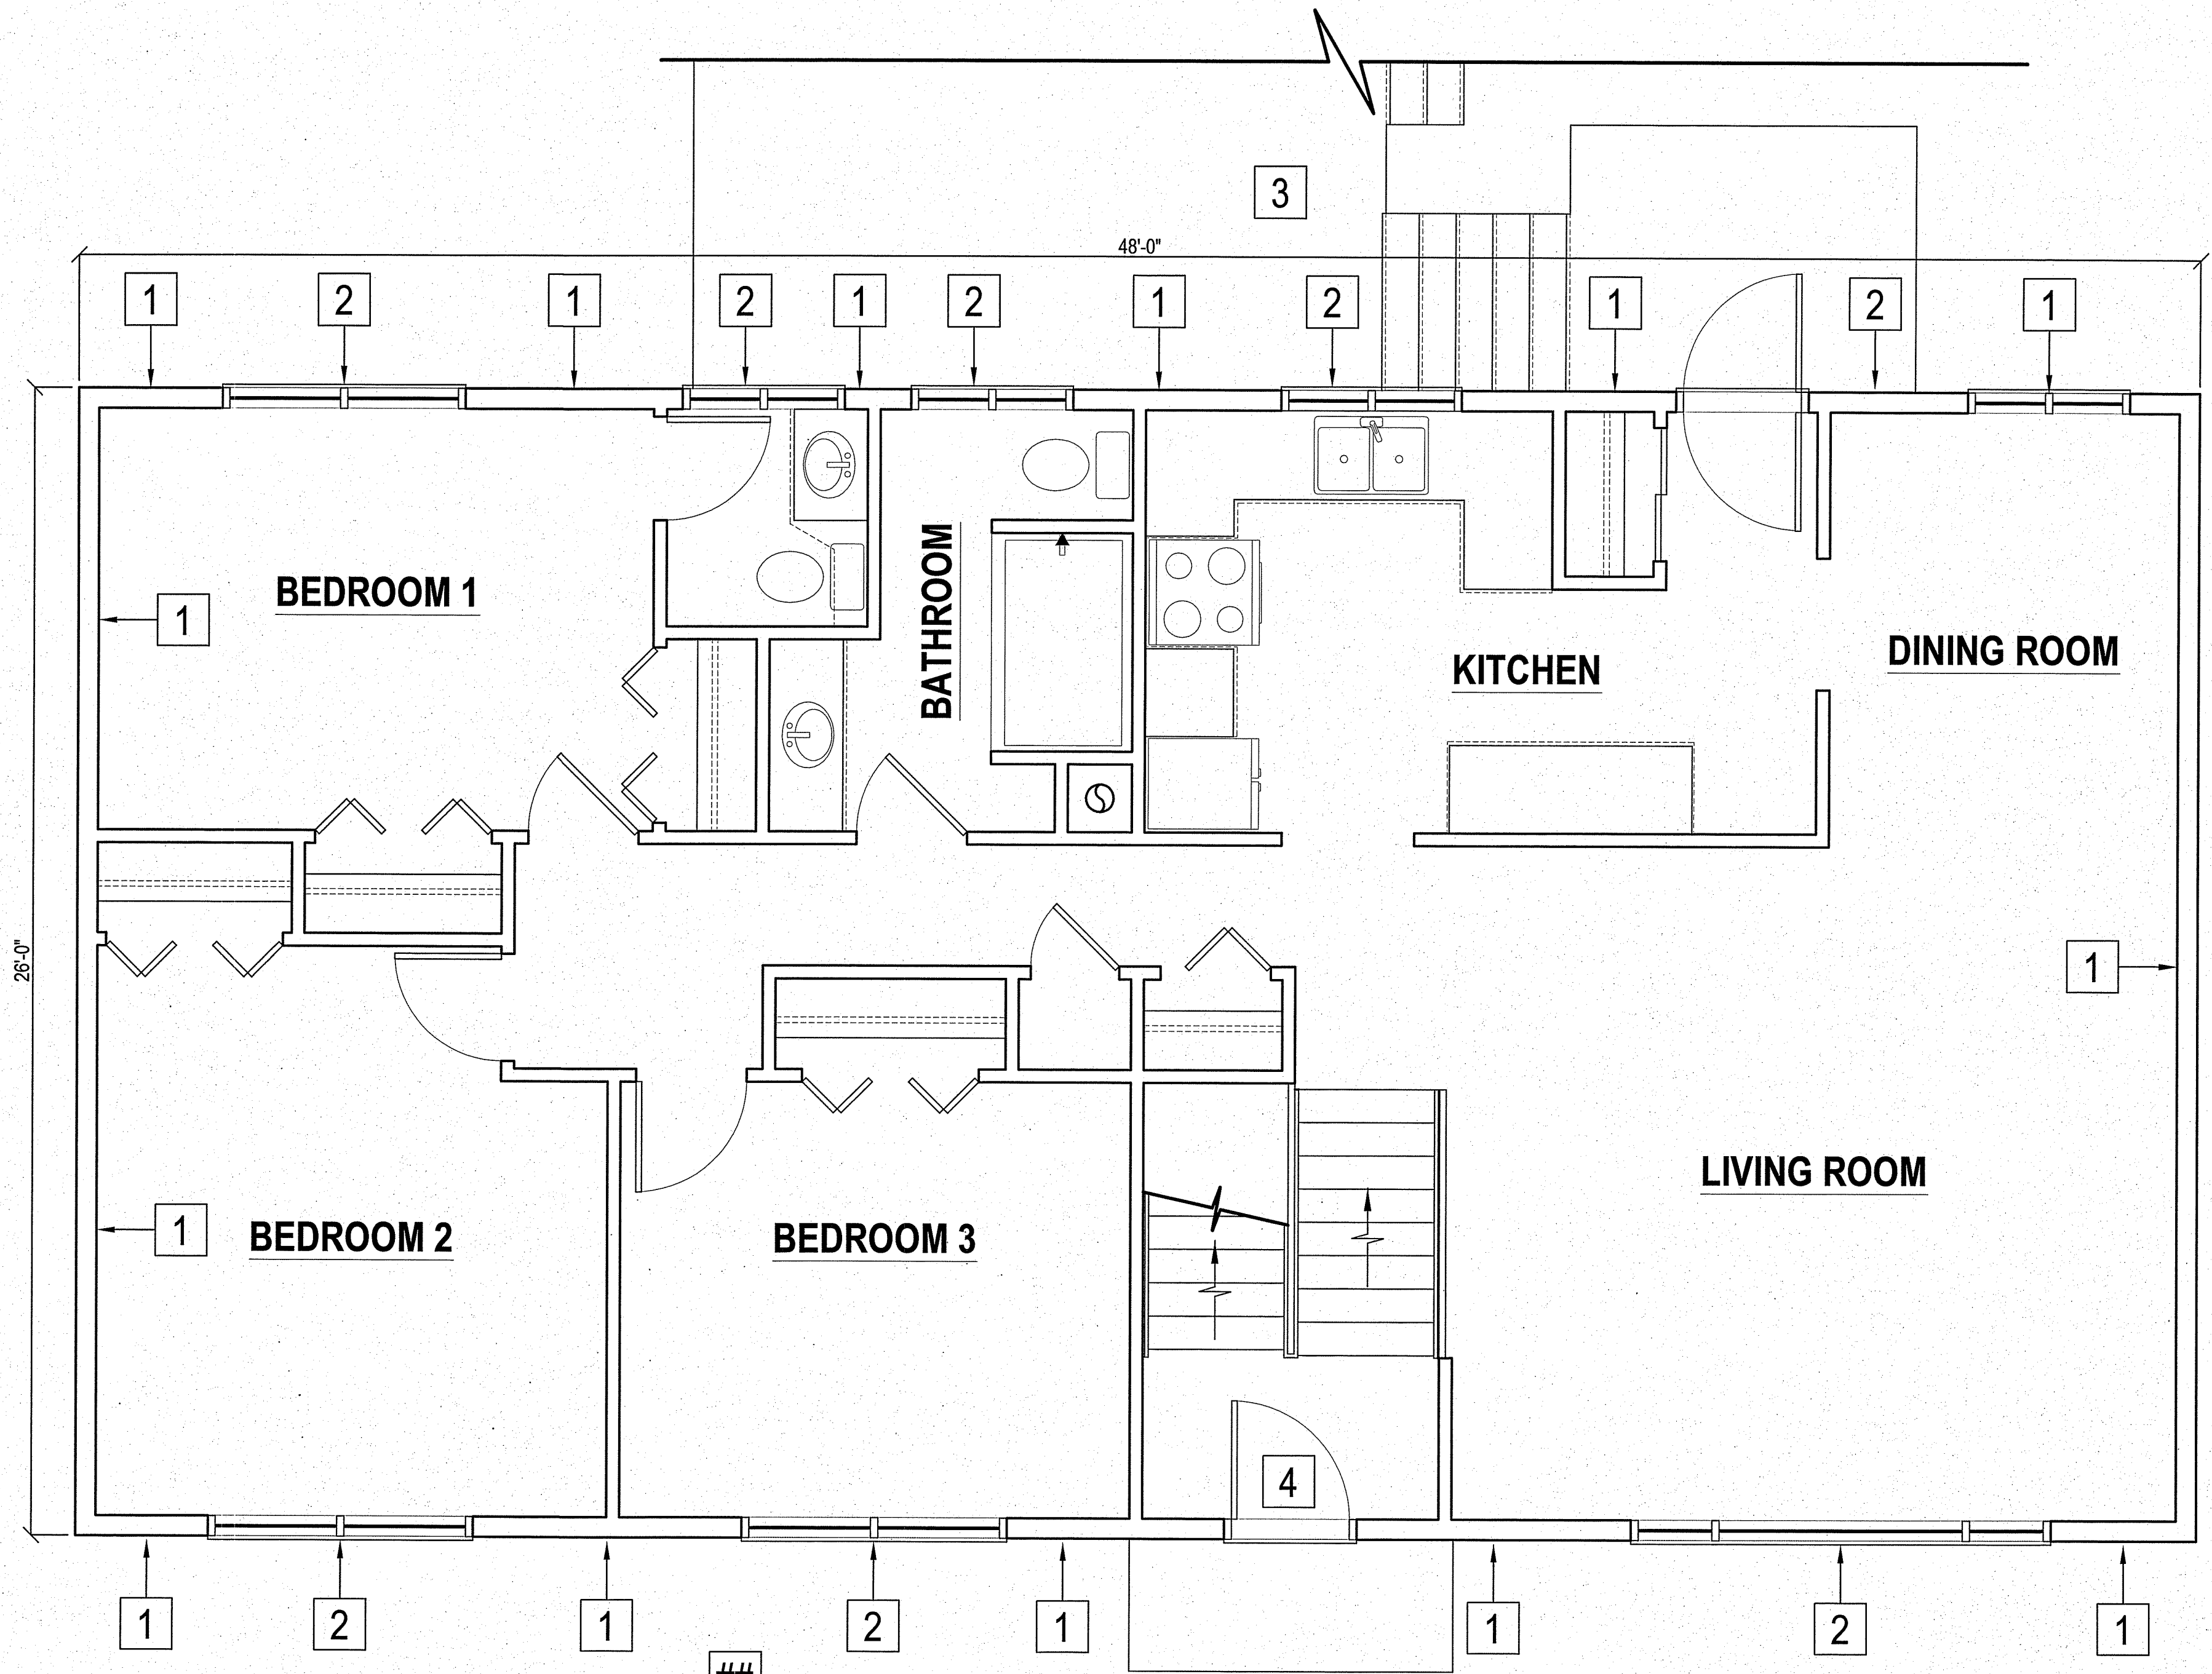 3
48'-0"
1 2 1 2 1 2 1 2 1 2 1
BEDROOM 1
1
BATHROOM
KITCHEN
DINING ROOM
26'-0"
1
1
BEDROOM 2
BEDROOM 3
LIVING ROOM
4
1 2 1 2 1 1 2 1
##